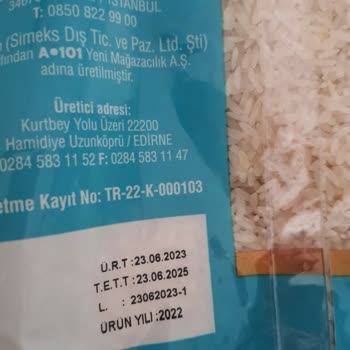 İSTANBUL
T: 0850 822 99 00
(Simeks Dış Tic. ve Paz. Ltd. Şti)
fından A101 Yeni Mağazacılık A.Ş.
adına üretilmiştir.
Üretici adresi:
Kurtbey Yolu Üzeri 22200
Hamidiye Uzunköprü / EDİRNE
0284 583 11 52 F: 0284 583 11 47
etme Kayıt No: TR-22-K-000103
Ü.R.T :23.06.2023
T.E.T.T :23.06.2025
L. : 23062023-1
ÜRÜN YILI :2022